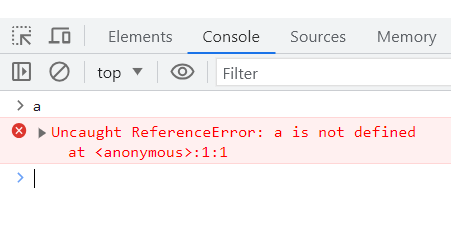 Elements Console Sources Memory
top Filter
> a
Uncaught ReferenceError: a is not defined
at <anonymous>:1:1
>